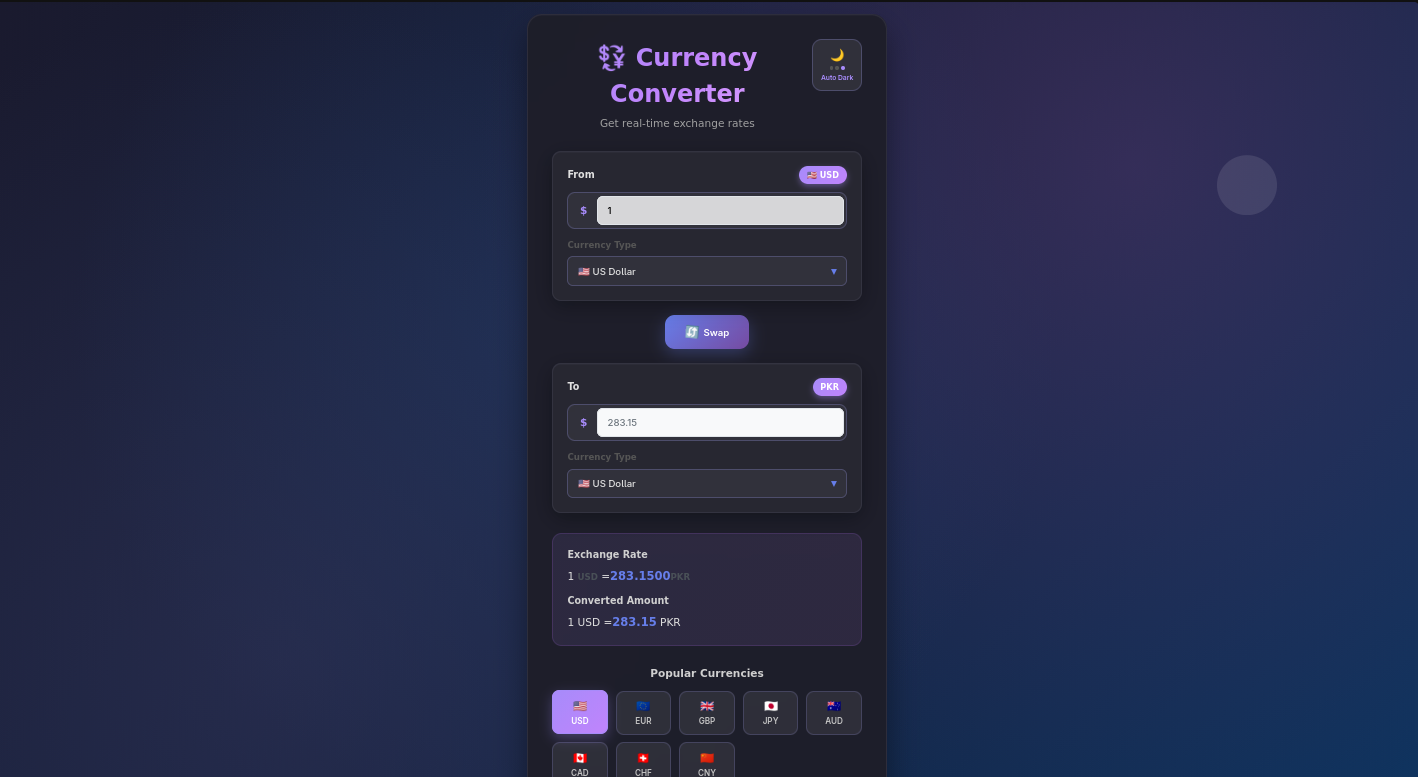 Currency
Converter
Auto Dark
Get real-time exchange rates
From
USD
$ 1
Currency Type
US Dollar
Swap
To
PKR
$ 283.15
Currency Type
US Dollar
Exchange Rate
1 USD =283.1500PKR
Converted Amount
1 USD =283.15 PKR
Popular Currencies
USD EUR GBP JPY AUD
CAD CHF CNY